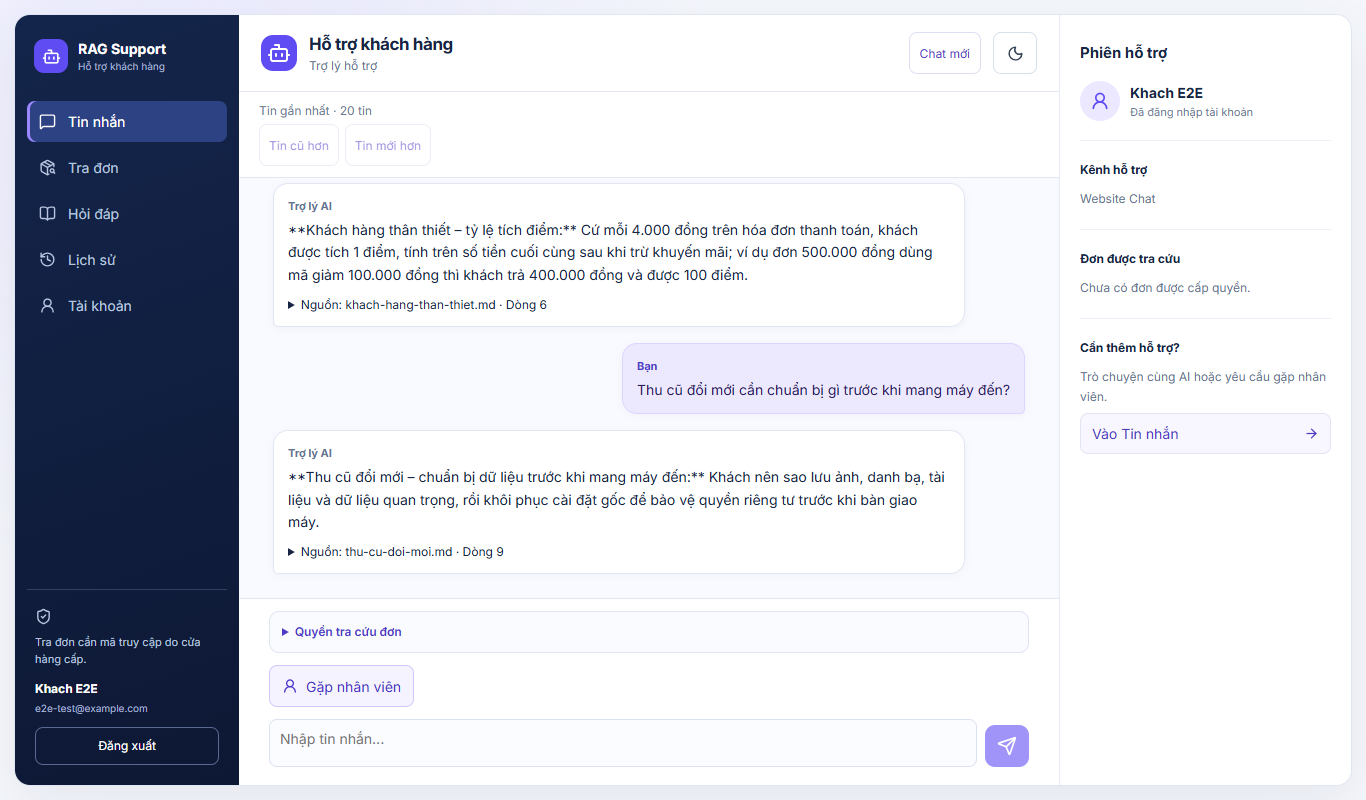 RAG Support
Hỗ trợ khách hàng
Tin nhắn
Tra đơn
Hỏi đáp
Lịch sử
Tài khoản
Tra đơn cần mã truy cập do cửa
hàng cấp.
Khach E2E
e2e-test@example.com
Đăng xuất
Hỗ trợ khách hàng
Trợ lý hỗ trợ
Chat mới
Tin gần nhất · 20 tin
Tin cũ hơn
Tin mới hơn
Trợ lý AI
**Khách hàng thân thiết – tỷ lệ tích điểm:** Cứ mỗi 4.000 đồng trên hóa đơn thanh toán, khách
được tích 1 điểm, tính trên số tiền cuối cùng sau khi trừ khuyến mãi; ví dụ đơn 500.000 đồng dùng
mã giảm 100.000 đồng thì khách trả 400.000 đồng và được 100 điểm.
▶ Nguồn: khach-hang-than-thiet.md · Dòng 6
Bạn
Thu cũ đổi mới cần chuẩn bị gì trước khi mang máy đến?
Trợ lý AI
**Thu cũ đổi mới – chuẩn bị dữ liệu trước khi mang máy đến:** Khách nên sao lưu ảnh, danh bạ, tài
liệu và dữ liệu quan trọng, rồi khôi phục cài đặt gốc để bảo vệ quyền riêng tư trước khi bàn giao
máy.
▶ Nguồn: thu-cu-doi-moi.md · Dòng 9
▶ Quyền tra cứu đơn
Gặp nhân viên
Nhập tin nhắn...
Phiên hỗ trợ
Khach E2E
Đã đăng nhập tài khoản
Kênh hỗ trợ
Website Chat
Đơn được tra cứu
Chưa có đơn được cấp quyền.
Cần thêm hỗ trợ?
Trò chuyện cùng AI hoặc yêu cầu gặp nhân
viên.
Vào Tin nhắn →